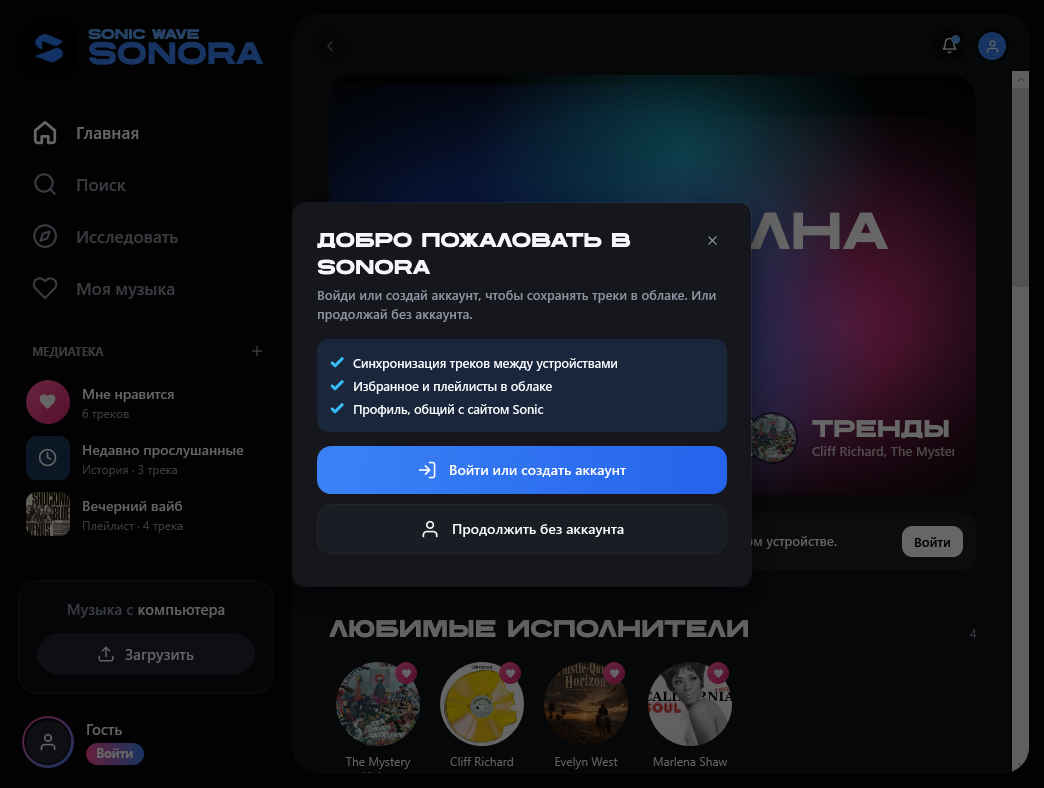 SONIC WAVE
SONORA
Главная
Поиск
Исследовать
Моя музыка
МЕДИАТЕКА
Мне нравится
6 треков
Недавно прослушанные
История · 3 трека
Вечерний вайб
Плейлист · 4 трека
Музыка с компьютера
Загрузить
Гость
Войти
ЛНА
ДОБРО ПОЖАЛОВАТЬ В
SONORA
Войди или создай аккаунт, чтобы сохранять треки в облаке. Или
продолжай без аккаунта.
Синхронизация треков между устройствами
Избранное и плейлисты в облаке
Профиль, общий с сайтом Sonic
Войти или создать аккаунт
Продолжить без аккаунта
ТРЕНДЫ
Cliff Richard, The Myster
ом устройстве.
Войти
ЛЮБИМЫЕ ИСПОЛНИТЕЛИ
4
Horizon
CALIFORNIA
SOUL
The Mystery
Cliff Richard
Evelyn West
Marlena Shaw